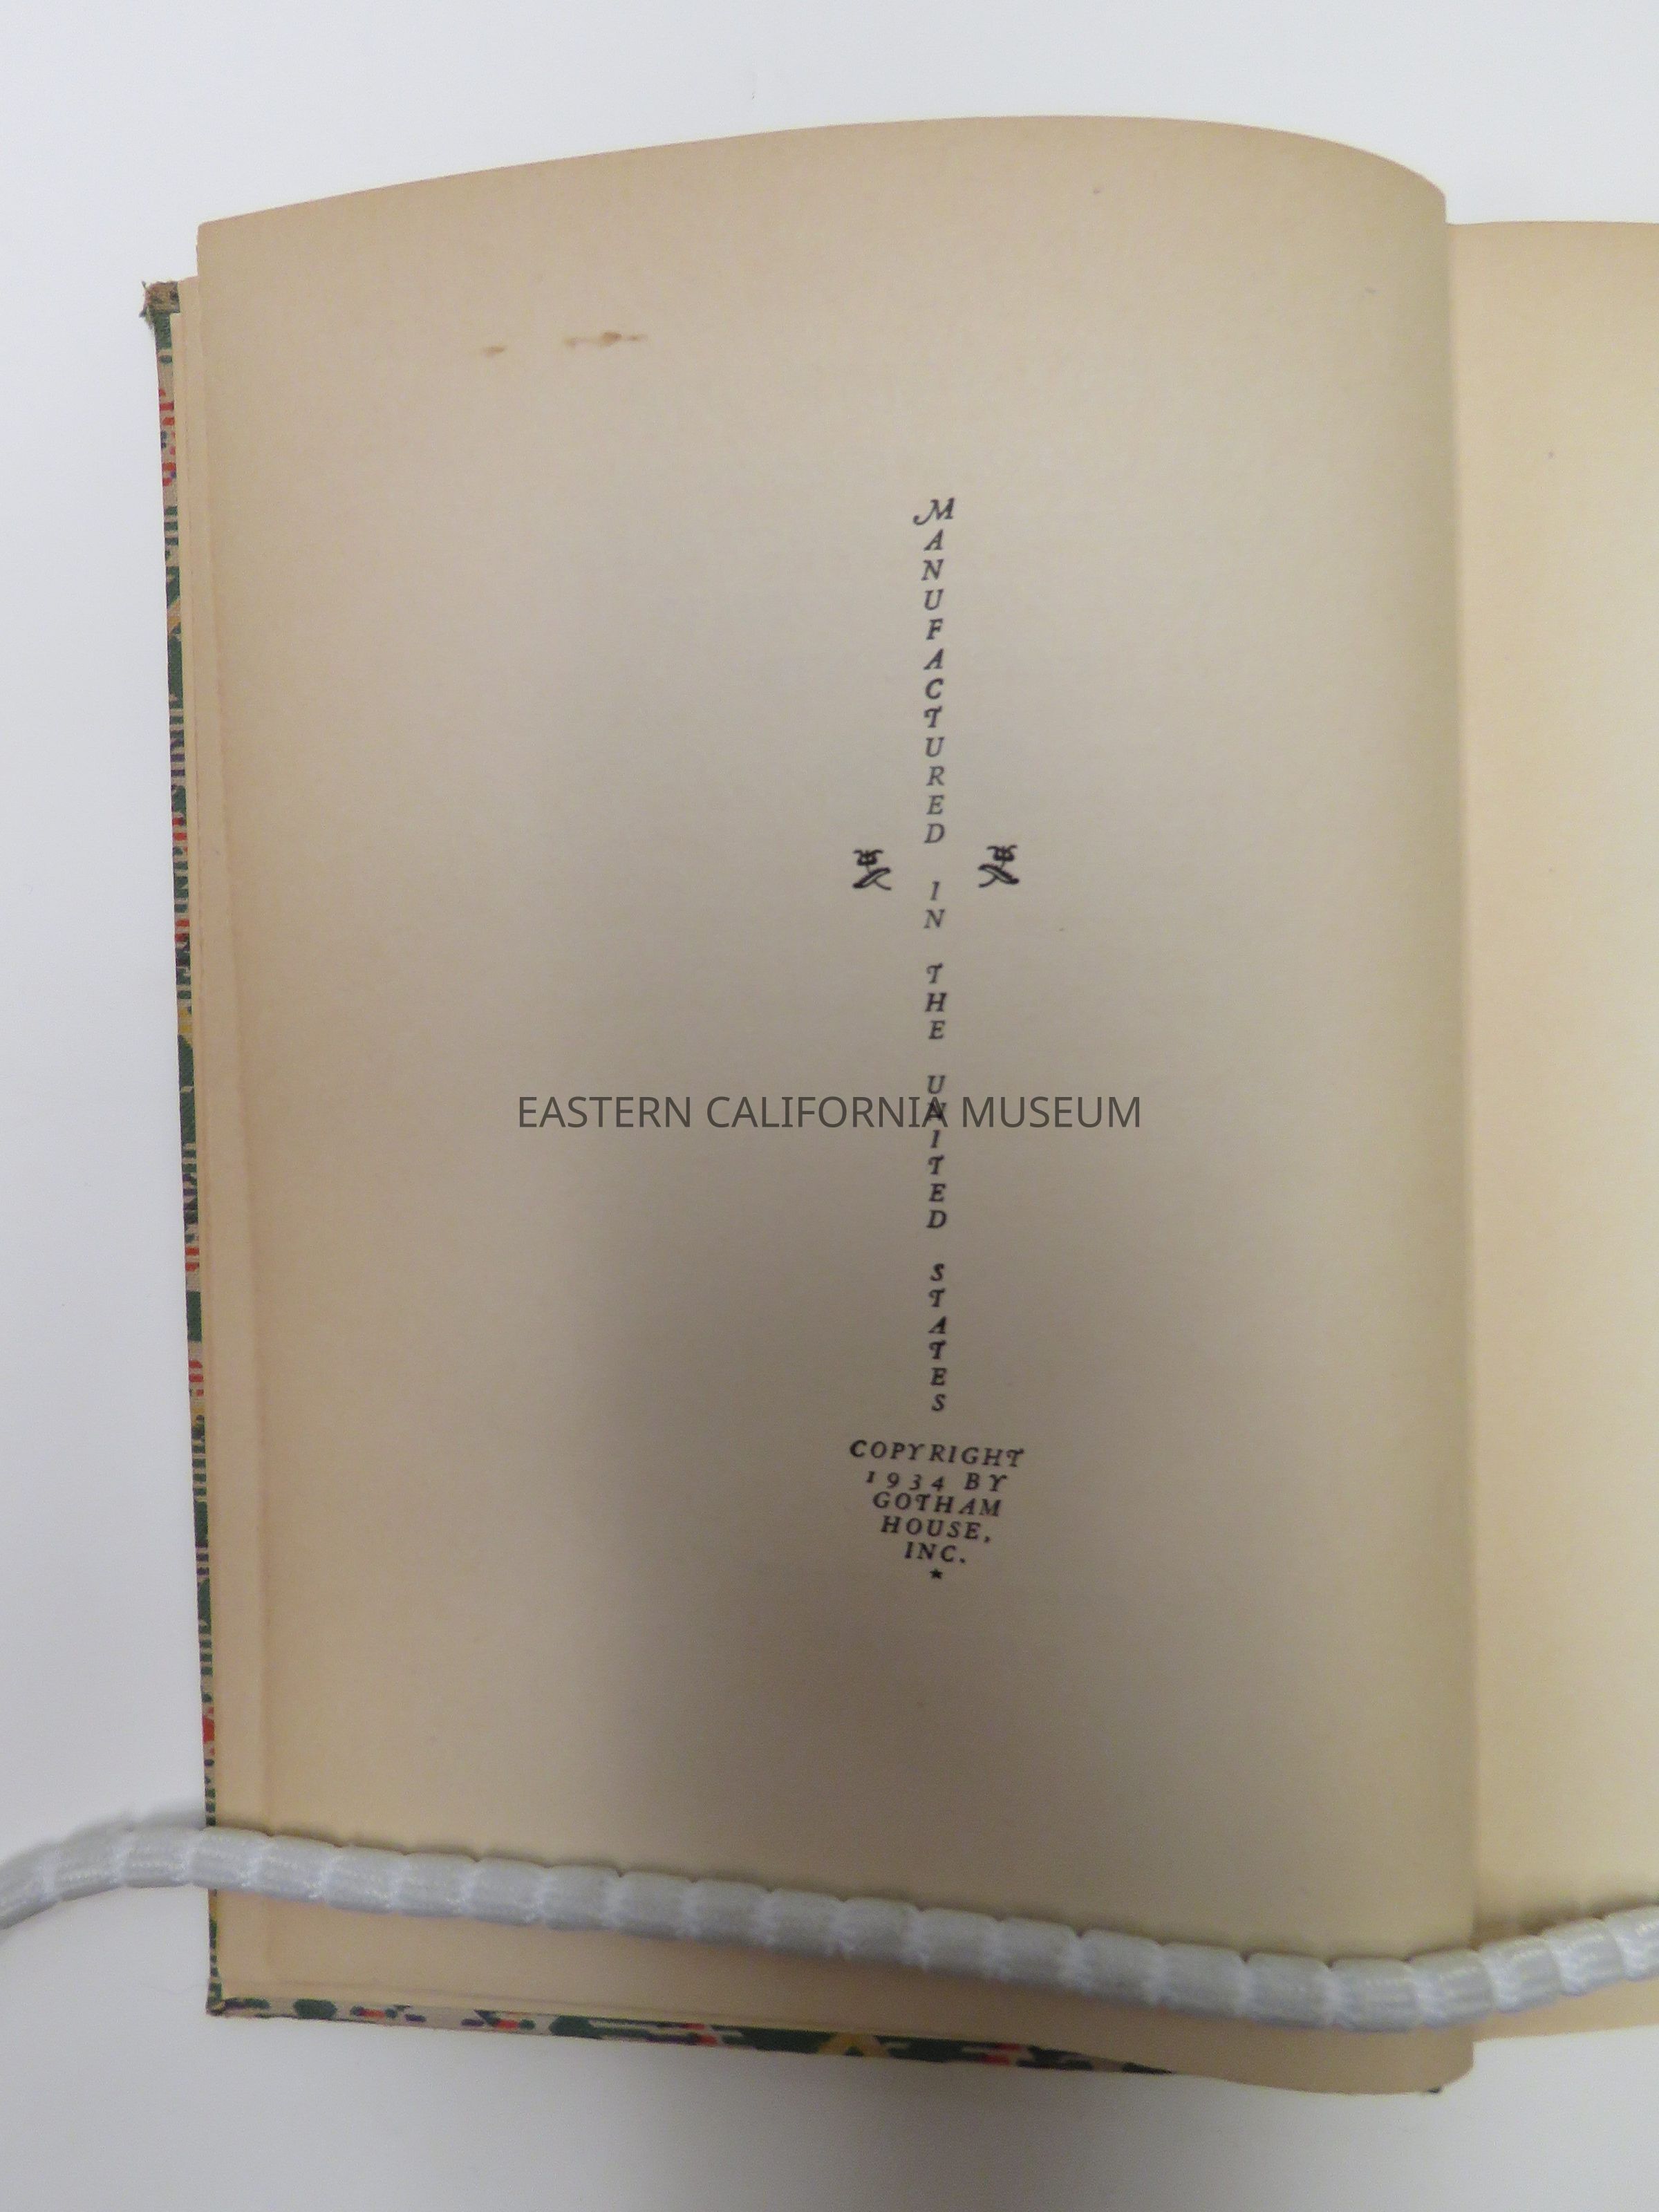 MANUFACTURED IN THE UNITED STATES
EASTERN CALIFORNIA MUSEUM
COPYRIGHT
1934 BY
GOTHAM
HOUSE,
INC.